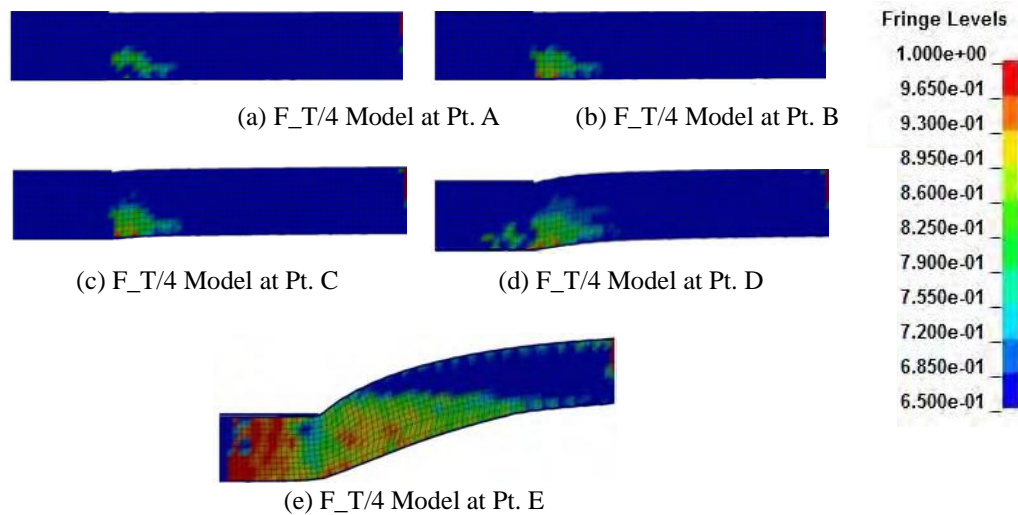 Fringe Levels
1.000e+00
9.650e-01
9.300e-01
8.950e-01
8.600e-01
8.250e-01
7.900e-01
7.550e-01
7.200e-01
6.850e-01
6.500e-01
(a) F_T/4 Model at Pt. A
(b) F_T/4 Model at Pt. B
(c) F_T/4 Model at Pt. C
(d) F_T/4 Model at Pt. D
(e) F_T/4 Model at Pt. E